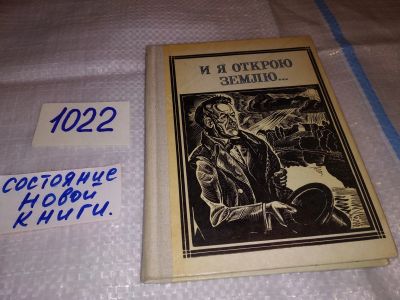 И Я ОТКРОЮ
ЗЕМЛЮ...
1022
СОСТОЯНИЕ
НОВОЙ
КНИГИ.